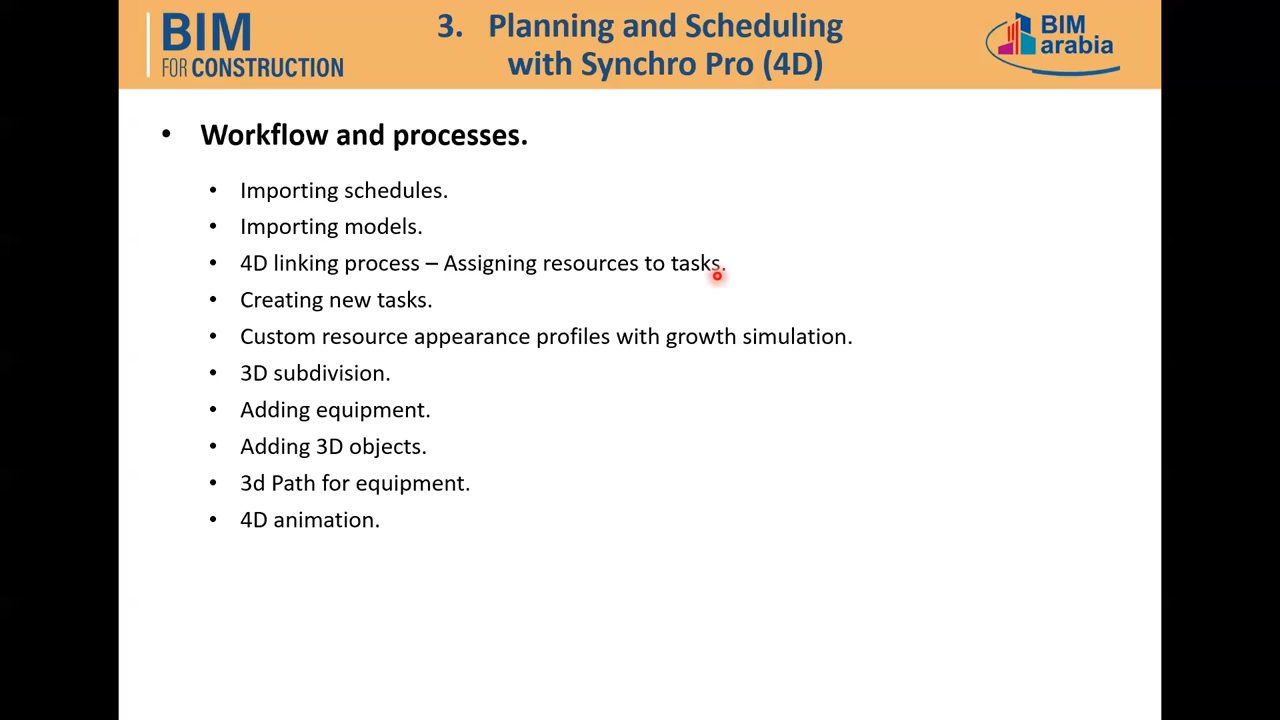 BIM
FOR CONSTRUCTION
3. Planning and Scheduling
with Synchro Pro (4D)
BIM
arabia
• Workflow and processes.
• Importing schedules.
• Importing models.
• 4D linking process – Assigning resources to tasks.
• Creating new tasks.
• Custom resource appearance profiles with growth simulation.
• 3D subdivision.
• Adding equipment.
• Adding 3D objects.
• 3d Path for equipment.
• 4D animation.